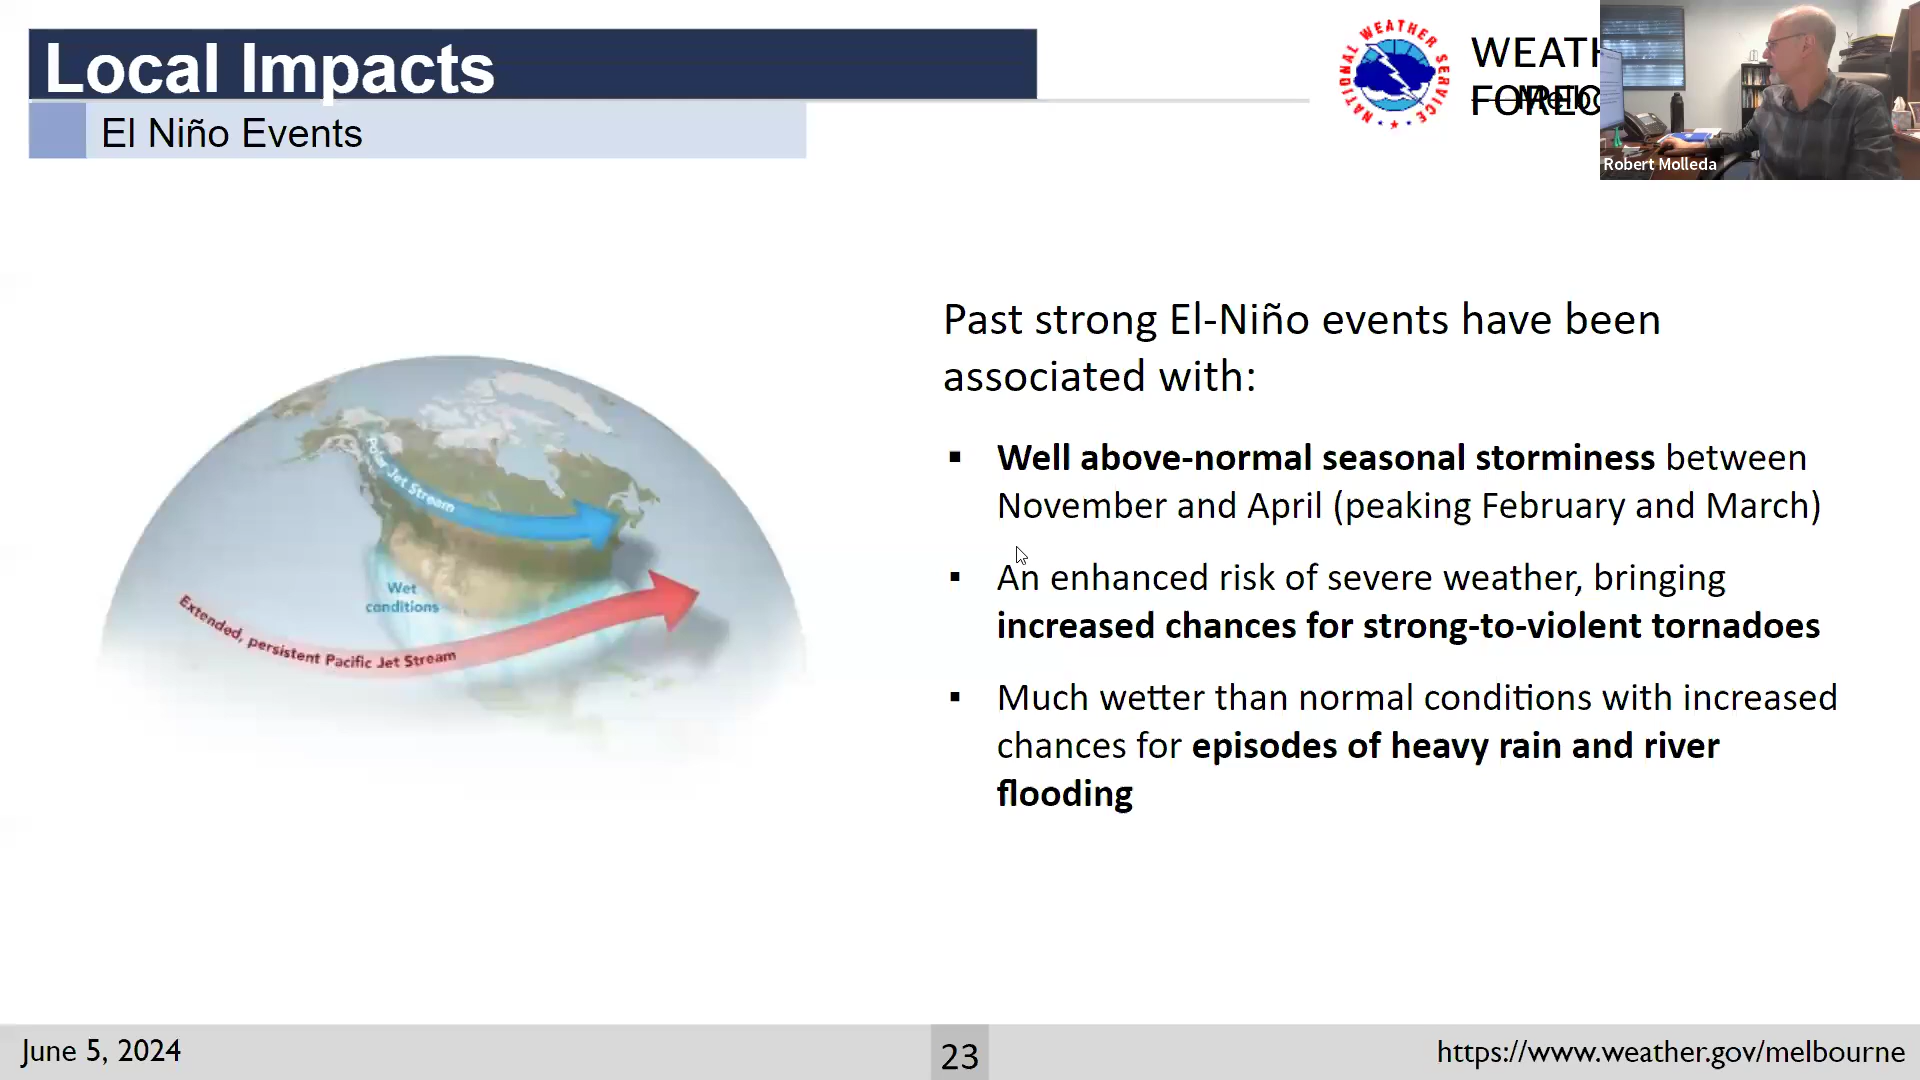 Local Impacts
El Niño Events
NATIONAL WEATHER SERVICE
WEATH
FOREC
Robert Molleda
Past strong El-Niño events have been
associated with:
▪ Well above-normal seasonal storminess between
November and April (peaking February and March)
▪ An enhanced risk of severe weather, bringing
increased chances for strong-to-violent tornadoes
▪ Much wetter than normal conditions with increased
chances for episodes of heavy rain and river
flooding
Polar Jet Stream
Wet
conditions
Extended, persistent Pacific Jet Stream
June 5, 2024
23
https://www.weather.gov/melbourne